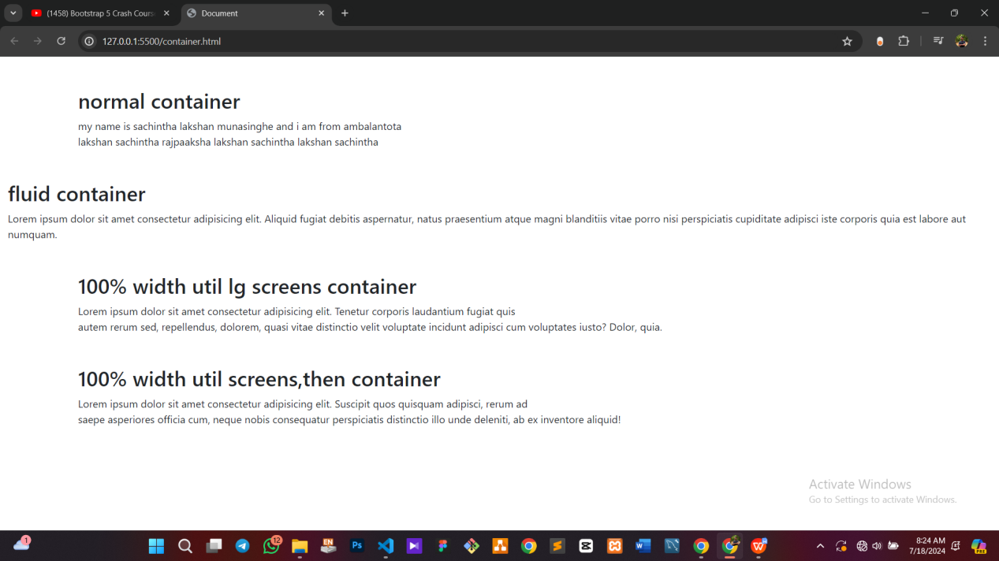 (1458) Bootstrap 5 Crash Cours
Document
127.0.0.1:5500/container.html
normal container
my name is sachintha lakshan munasinghe and i am from ambalantota
lakshan sachintha rajpaaksha lakshan sachintha lakshan sachintha
fluid container
Lorem ipsum dolor sit amet consectetur adipisicing elit. Aliquid fugiat debitis aspernatur, natus praesentium atque magni blanditiis vitae porro nisi perspiciatis cupiditate adipisci iste corporis quia est labore aut
numquam.
100% width util lg screens container
Lorem ipsum dolor sit amet consectetur adipisicing elit. Tenetur corporis laudantium fugiat quis
autem rerum sed, repellendus, dolorem, quasi vitae distinctio velit voluptate incidunt adipisci cum voluptates iusto? Dolor, quia.
100% width util screens,then container
Lorem ipsum dolor sit amet consectetur adipisicing elit. Suscipit quos quisquam adipisci, rerum ad
saepe asperiores officia cum, neque nobis consequatur perspiciatis distinctio illo unde deleniti, ab ex inventore aliquid!
Activate Windows
Go to Settings to activate Windows.
1
EN
Ps
12
8:24 AM
7/18/2024
PRE